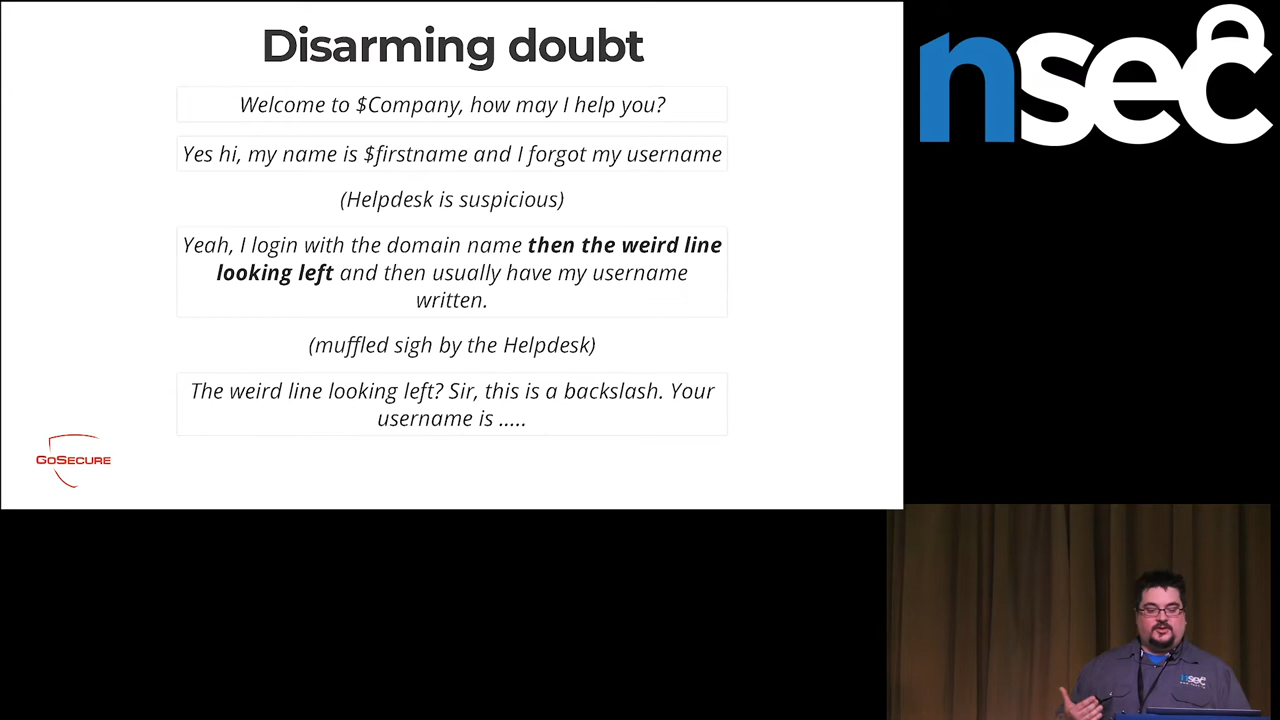 Disarming doubt
Welcome to $Company, how may I help you?
Yes hi, my name is $firstname and I forgot my username
(Helpdesk is suspicious)
Yeah, I login with the domain name then the weird line
looking left and then usually have my username
written.
(muffled sigh by the Helpdesk)
The weird line looking left? Sir, this is a backslash. Your
username is .....
GoSecure
nsec
nsec